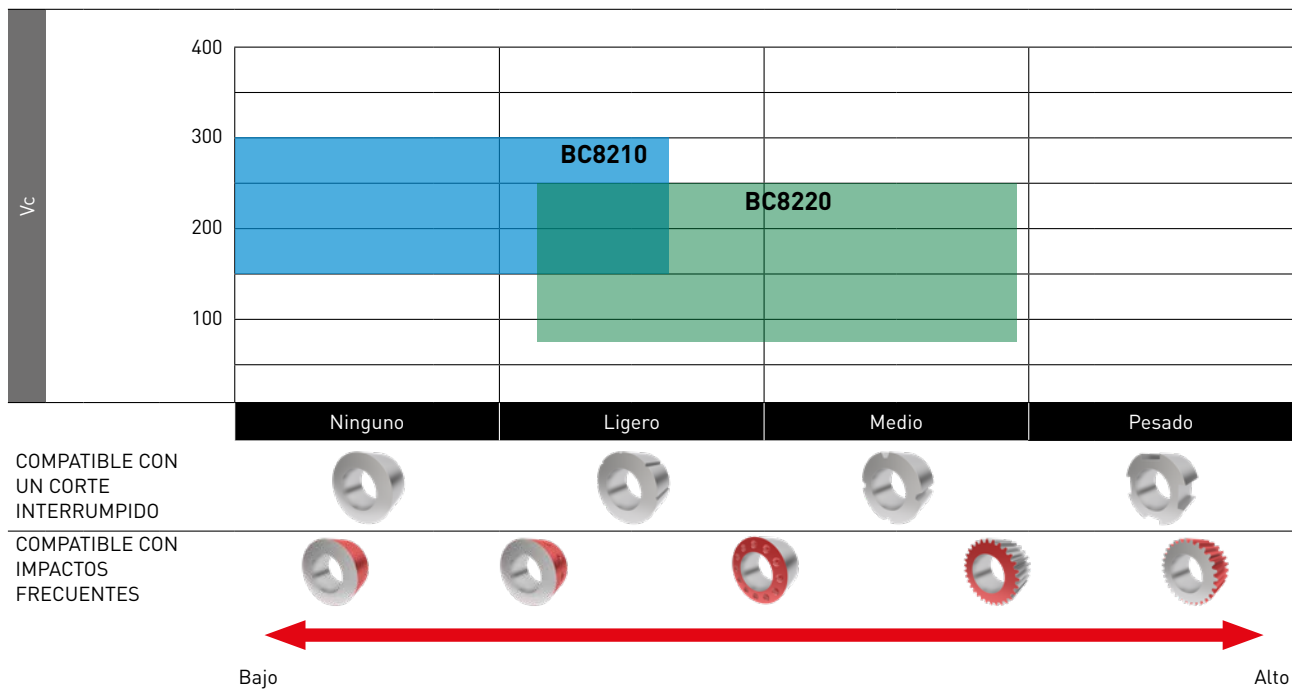 Vc
400
300
200
100
BC8210
BC8220
Ninguno
Ligero
Medio
Pesado
COMPATIBLE CON
UN CORTE
INTERRUMPIDO
COMPATIBLE CON
IMPACTOS
FRECUENTES
Bajo
Alto